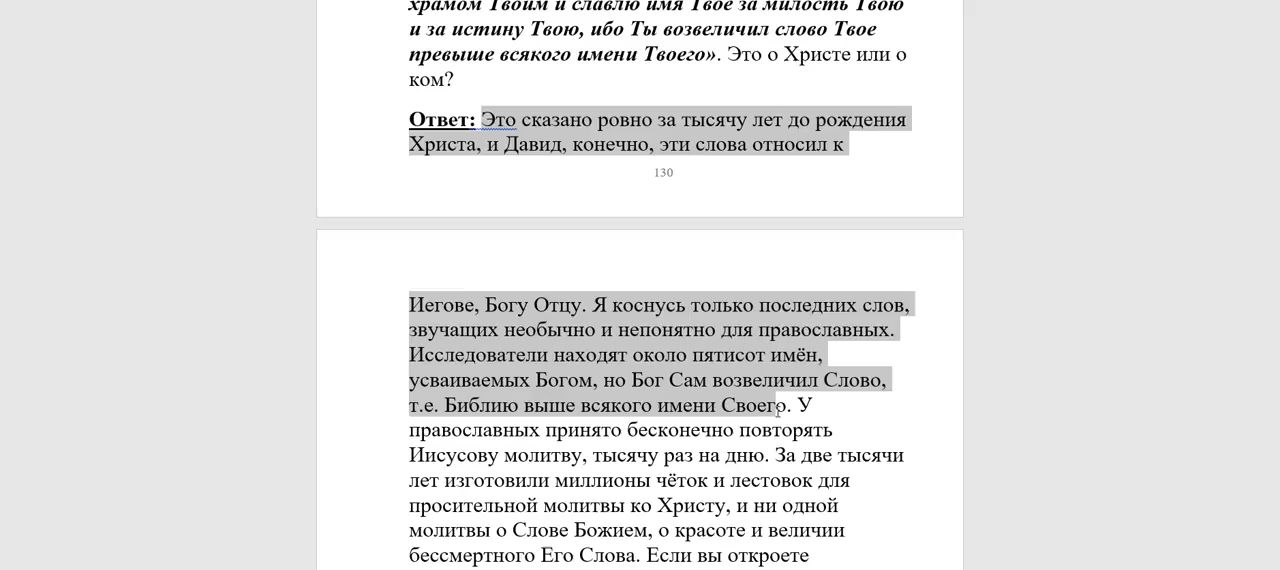 храмом Твоим и славлю имя Твое за милость Твою
и за истину Твою, ибо Ты возвеличил слово Твое
превыше всякого имени Твоего». Это о Христе или о
ком?
Ответ: Это сказано ровно за тысячу лет до рождения
Христа, и Давид, конечно, эти слова относил к
130
Иегове, Богу Отцу. Я коснусь только последних слов,
звучащих необычно и непонятно для православных.
Исследователи находят около пятисот имён,
усваиваемых Богом, но Бог Сам возвеличил Слово,
т.е. Библию выше всякого имени Своего. У
православных принято бесконечно повторять
Иисусову молитву, тысячу раз на дню. За две тысячи
лет изготовили миллионы чёток и лестовок для
просительной молитвы ко Христу, и ни одной
молитвы о Слове Божием, о красоте и величии
бессмертного Его Слова. Если вы откроете